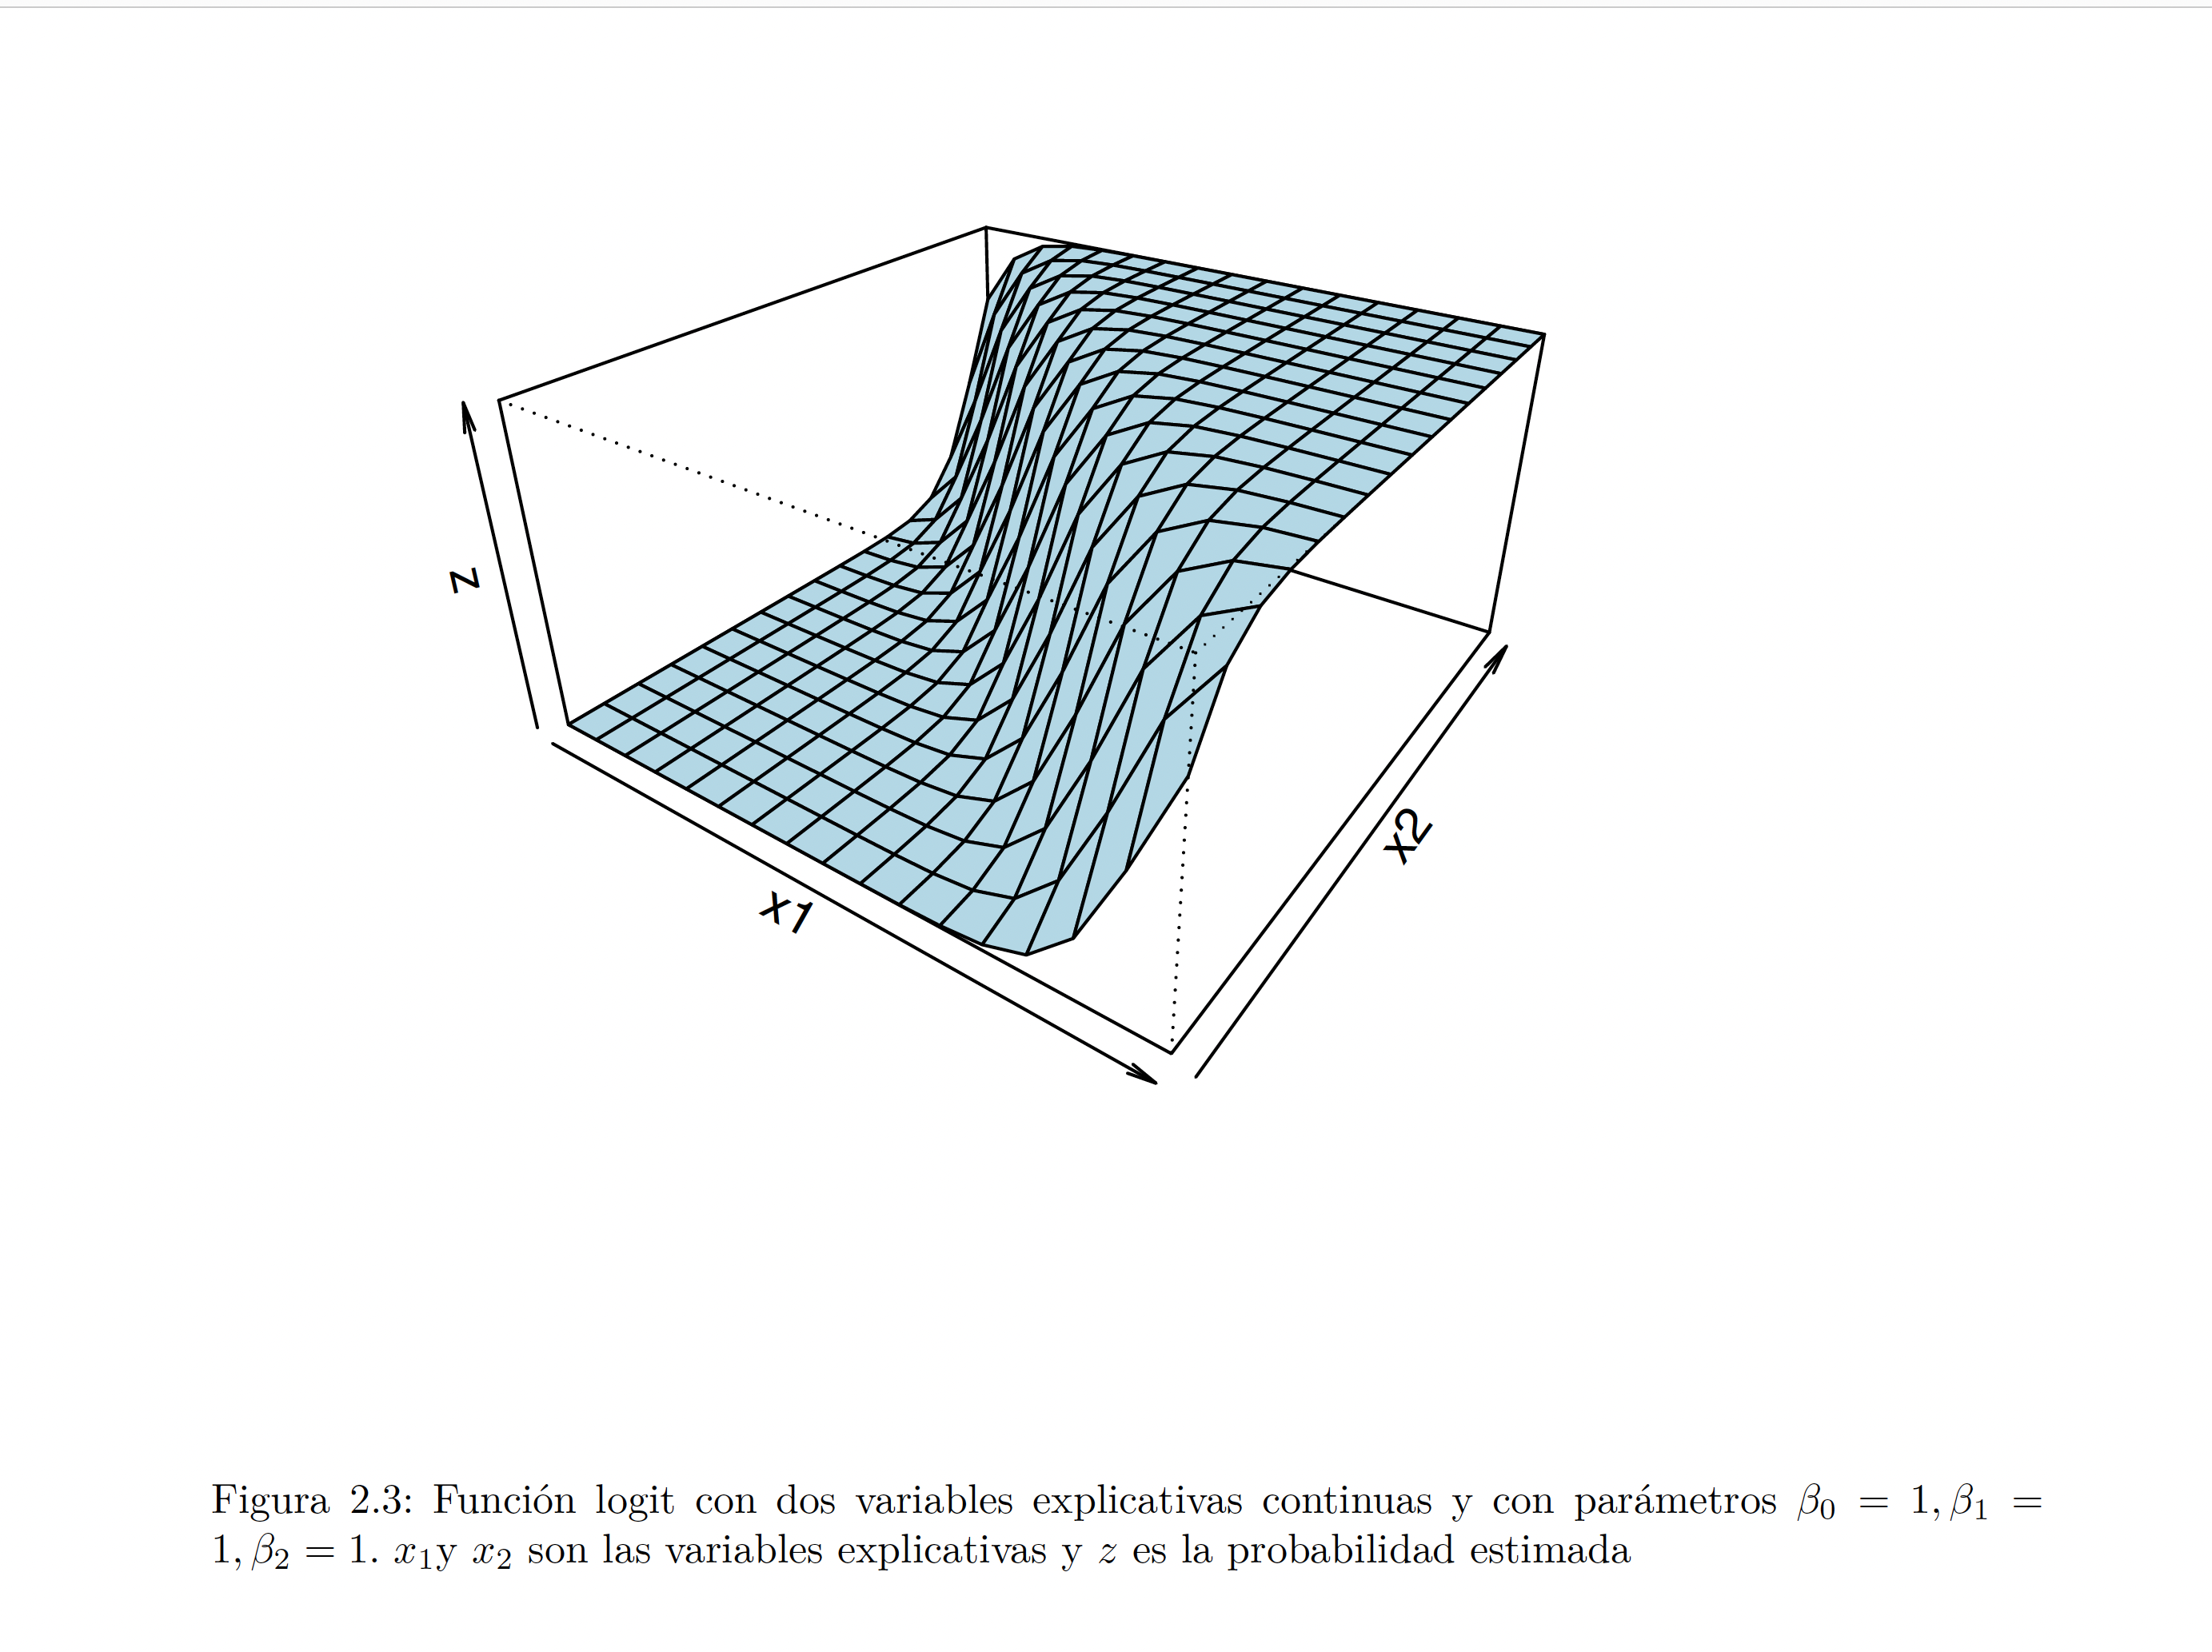 z
x1
x2
Figura 2.3: Función logit con dos variables explicativas continuas y con parámetros β₀ = 1, β₁ =
1, β₂ = 1. x₁y x₂ son las variables explicativas y z es la probabilidad estimada